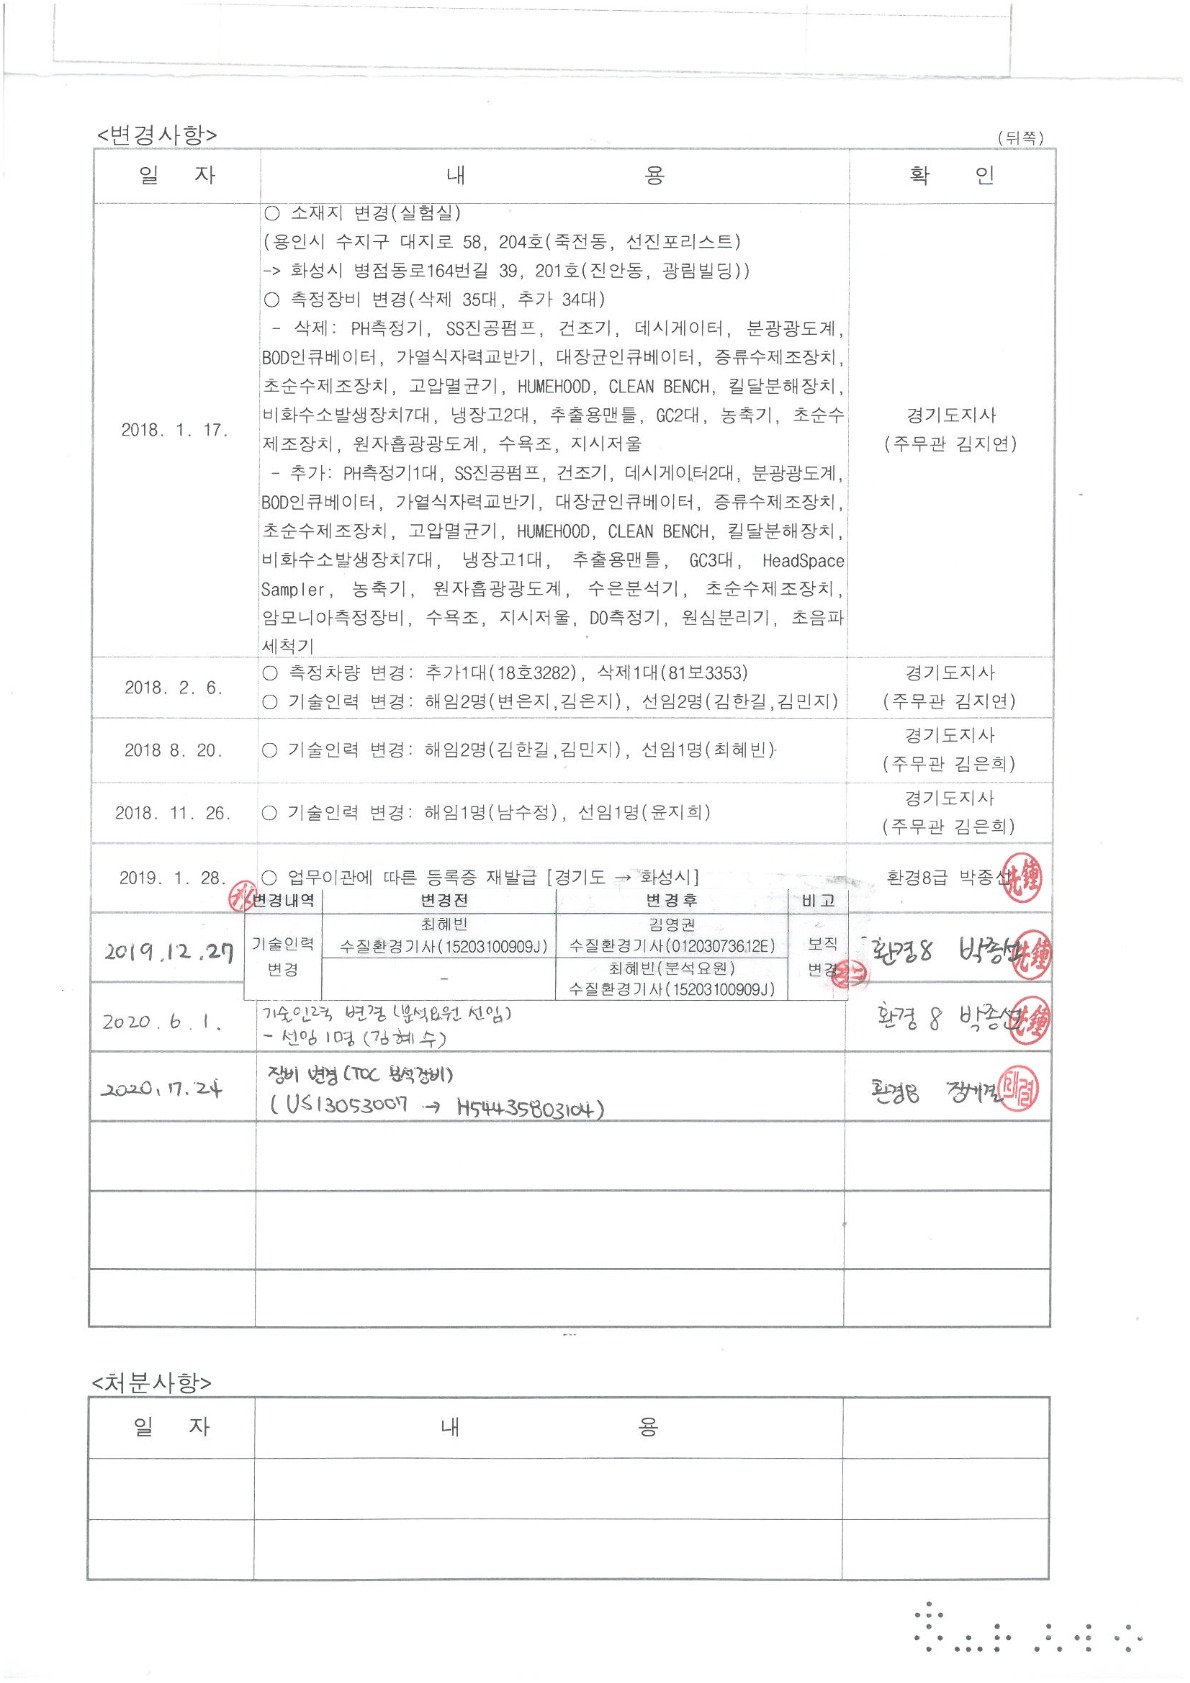 <변경사항>
(뒤쪽)
일 자 내 용 확 인
○ 소재지 변경(실험실)
(용인시 수지구 대지로 58, 204호(죽전동, 선진포리스트)
-> 화성시 병점동로164번길 39, 201호(진안동, 광림빌딩))
○ 측정장비 변경(삭제 35대, 추가 34대)
- 삭제: PH측정기, SS진공펌프, 건조기, 데시게이터, 분광광도계,
BOD인큐베이터, 가열식자력교반기, 대장균인큐베이터, 증류수제조장치,
초순수제조장치, 고압멸균기, HUMEHOOD, CLEAN BENCH, 킬달분해장치,
비화수소발생장치7대, 냉장고2대, 추출용맨틀, GC2대, 농축기, 초순수
제조장치, 원자흡광광도계, 수욕조, 지시저울
- 추가: PH측정기1대, SS진공펌프, 건조기, 데시게이터2대, 분광광도계,
BOD인큐베이터, 가열식자력교반기, 대장균인큐베이터, 증류수제조장치,
초순수제조장치, 고압멸균기, HUMEHOOD, CLEAN BENCH, 킬달분해장치,
비화수소발생장치7대, 냉장고1대, 추출용맨틀, GC3대, HeadSpace
Sampler, 농축기, 원자흡광광도계, 수은분석기, 초순수제조장치,
암모니아측정장비, 수욕조, 지시저울, DO측정기, 원심분리기, 초음파
세척기
2018. 1. 17.
경기도지사
(주무관 김지연)
2018. 2. 6.
○ 측정차량 변경: 추가1대(18호3282), 삭제1대(81보3353)
○ 기술인력 변경: 해임2명(변은지,김은지), 선임2명(김한길,김민지)
경기도지사
(주무관 김지연)
2018 8. 20. ○ 기술인력 변경: 해임2명(김한길,김민지), 선임1명(최혜빈)
경기도지사
(주무관 김은희)
2018. 11. 26. ○ 기술인력 변경: 해임1명(남수정), 선임1명(윤지희)
경기도지사
(주무관 김은희)
2019. 1. 28. ○ 업무이관에 따른 등록증 재발급 [경기도 → 화성시] 환경8급 박종선
변경내역 변경전 변경후 비고
2019.12.27
기술인력
변경
최혜빈
수질환경기사(15203100909J)
-
김영권
수질환경기사(01203073612E)
최혜빈(분석요원)
수질환경기사(15203100909J)
보직
변경
환경8 박종선
2020. 6. 1.
기술인력 변경 (분석요원 선임)
- 선임 1명 (김혜수)
환경 8 박종선
장비 변경 (TOC 분석장비)
(US13053007 → H54435803104)
환경8
<처분사항>
일 자 내 용